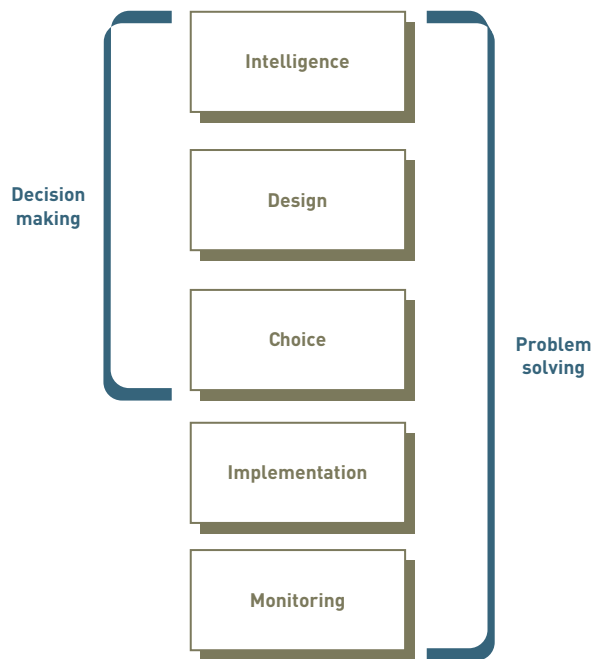 Intelligence
Decision
making
Design
Choice
Problem
solving
Implementation
Monitoring